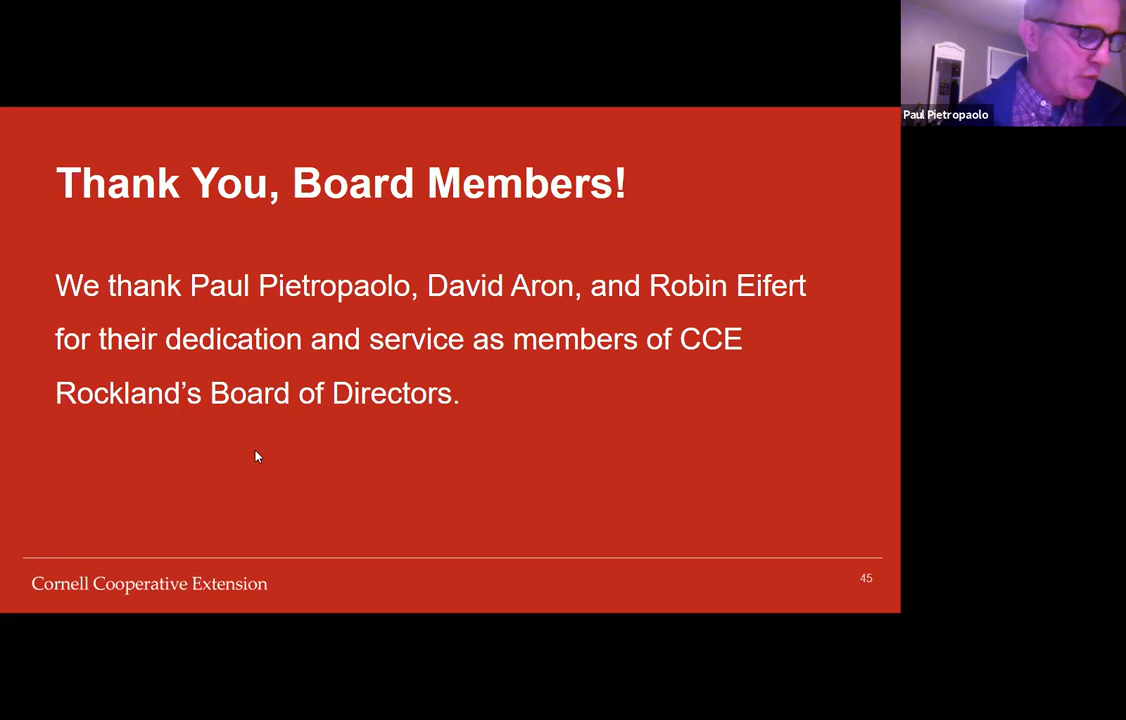 Paul Pietropaolo
Thank You, Board Members!
We thank Paul Pietropaolo, David Aron, and Robin Eifert
for their dedication and service as members of CCE
Rockland’s Board of Directors.
Cornell Cooperative Extension
45